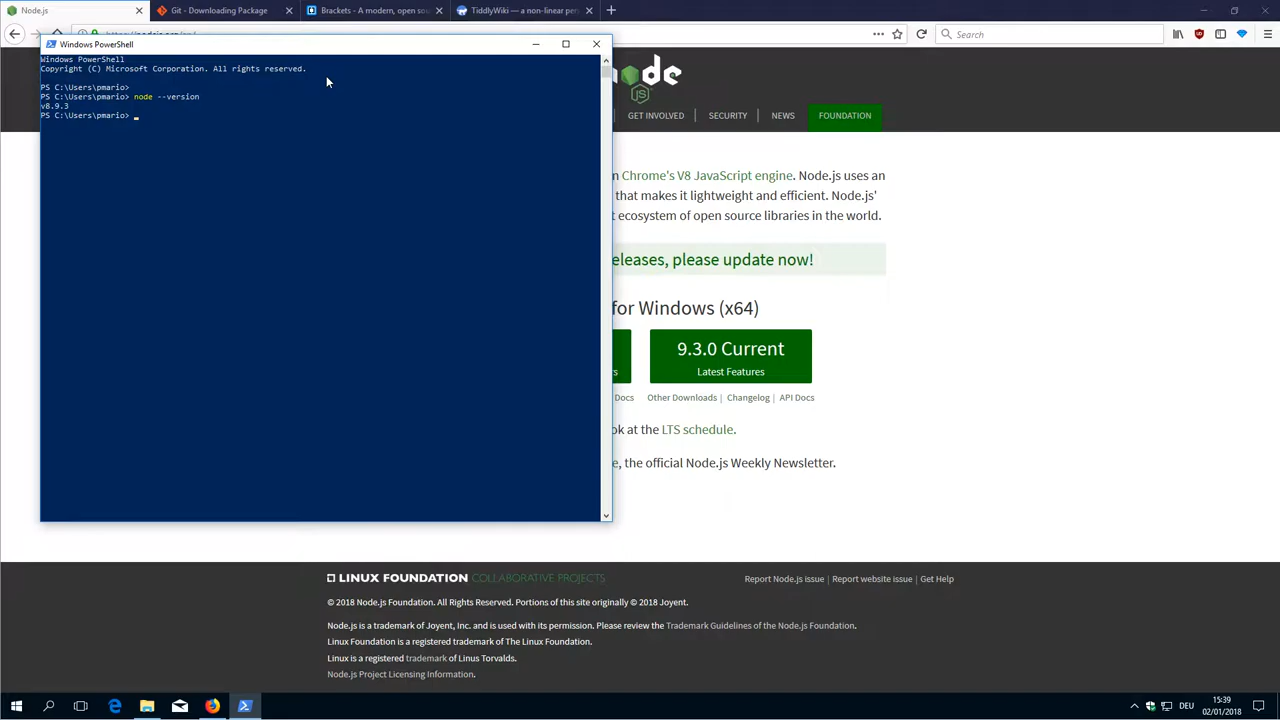 Node.js
Git - Downloading Package
Brackets - A modern, open sou
TiddlyWiki — a non-linear per
Search
Windows PowerShell
Windows PowerShell
Copyright (C) Microsoft Corporation. All rights reserved.
PS C:\Users\pmario>
PS C:\Users\pmario> node --version
v8.9.3
PS C:\Users\pmario> _
GET INVOLVED
SECURITY
NEWS
FOUNDATION
Chrome's V8 JavaScript engine. Node.js uses an
that makes it lightweight and efficient. Node.js'
ecosystem of open source libraries in the world.
eleases, please update now!
for Windows (x64)
9.3.0 Current
Latest Features
Docs
Other Downloads | Changelog | API Docs
ok at the LTS schedule.
e, the official Node.js Weekly Newsletter.
LINUX FOUNDATION COLLABORATIVE PROJECTS
Report Node.js issue | Report website issue | Get Help
© 2018 Node.js Foundation. All Rights Reserved. Portions of this site originally © 2018 Joyent.
Node.js is a trademark of Joyent, Inc. and is used with its permission. Please review the Trademark Guidelines of the Node.js Foundation.
Linux Foundation is a registered trademark of The Linux Foundation.
Linux is a registered trademark of Linus Torvalds.
Node.js Project Licensing Information.
DEU
15:39
02/01/2018